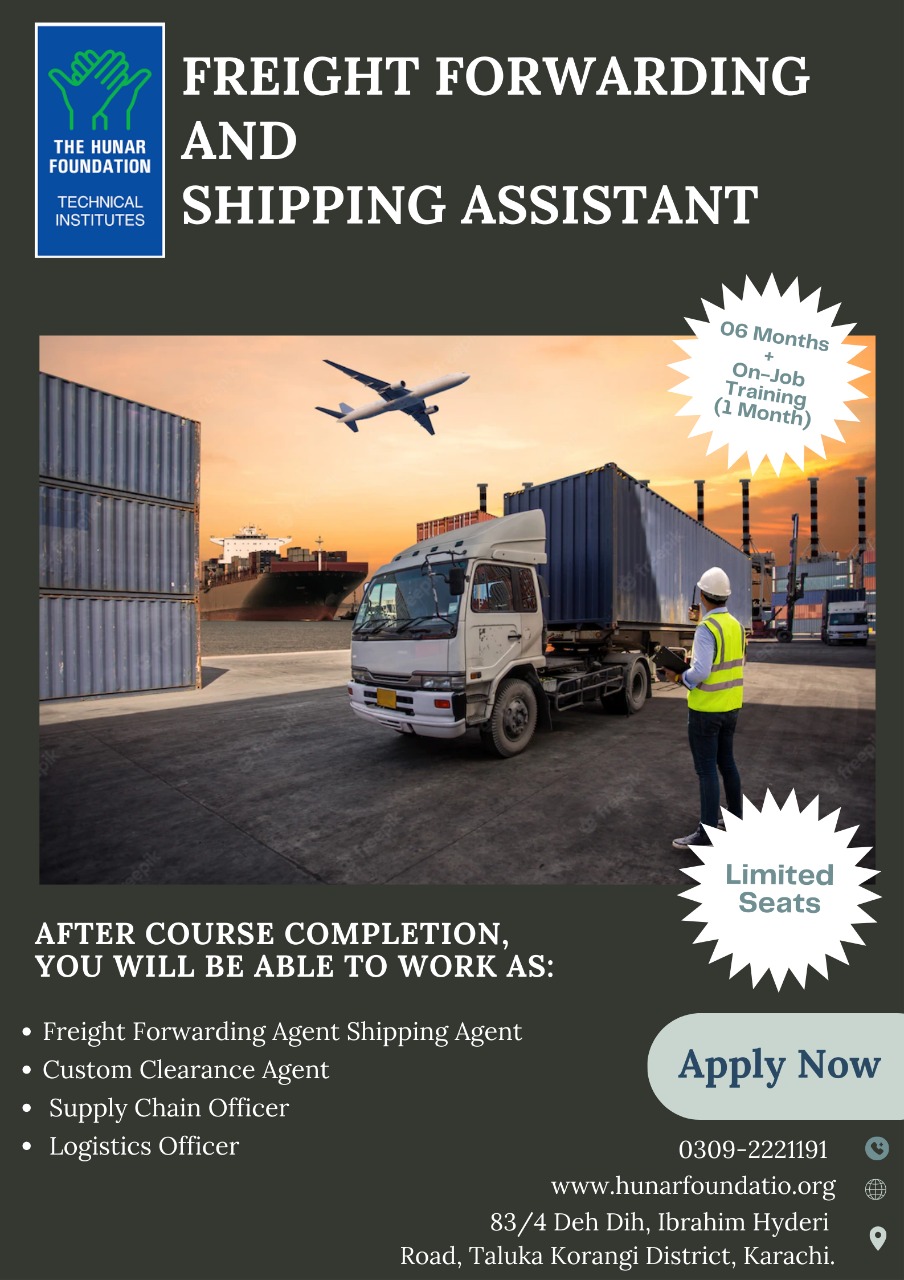 THE HUNAR
FOUNDATION
TECHNICAL
INSTITUTES
FREIGHT FORWARDING
AND
SHIPPING ASSISTANT
06 Months
+
On-Job
Training
(1 Month)
Limited
Seats
AFTER COURSE COMPLETION,
YOU WILL BE ABLE TO WORK AS:
• Freight Forwarding Agent Shipping Agent
• Custom Clearance Agent
• Supply Chain Officer
• Logistics Officer
Apply Now
0309-2221191
www.hunarfoundatio.org
83/4 Deh Dih, Ibrahim Hyderi
Road, Taluka Korangi District, Karachi.